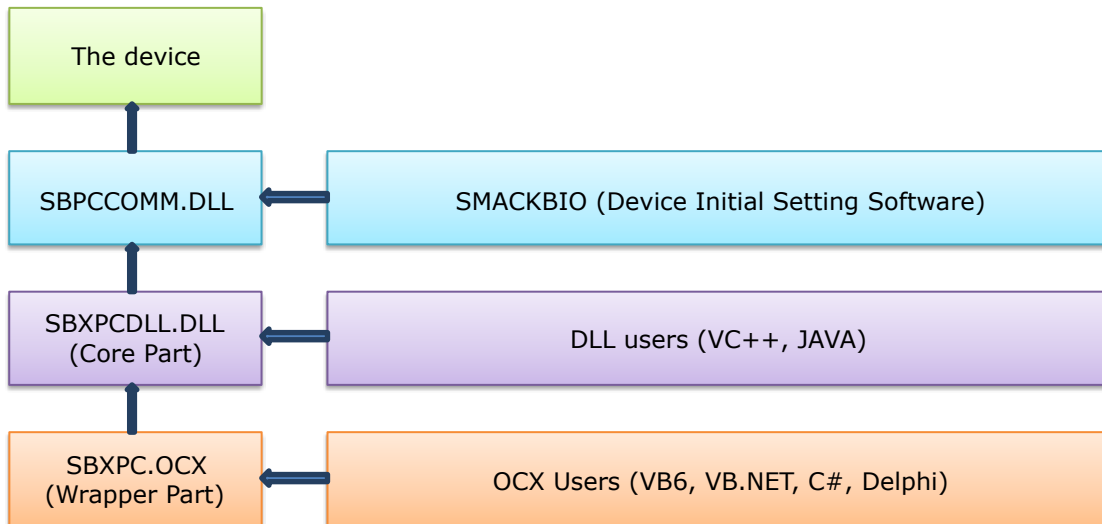 The device
SBPCCOMM.DLL
SMACKBIO (Device Initial Setting Software)
SBXPCDLL.DLL
(Core Part)
DLL users (VC++, JAVA)
SBXPC.OCX
(Wrapper Part)
OCX Users (VB6, VB.NET, C#, Delphi)